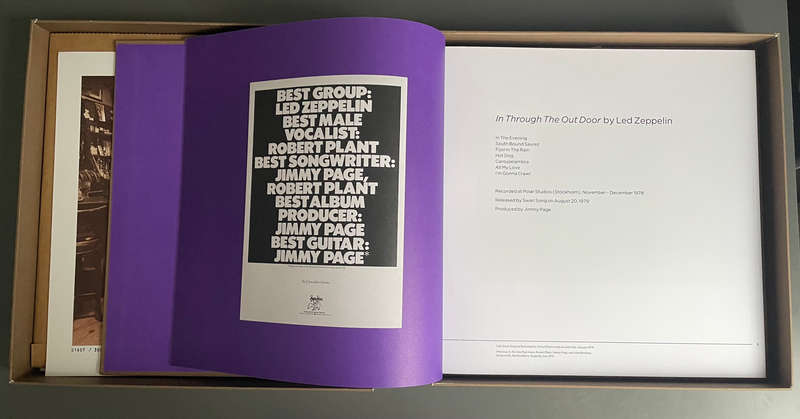 BEST GROUP:
LED ZEPPELIN
BEST MALE
VOCALIST:
ROBERT PLANT
BEST SONGWRITER:
JIMMY PAGE,
ROBERT PLANT
BEST ALBUM
PRODUCER:
JIMMY PAGE
BEST GUITAR:
JIMMY PAGE*
In Through The Out Door by Led Zeppelin
In The Evening
South Bound Saurez
Fool In The Rain
Hot Dog
Carouselambra
All My Love
I'm Gonna Crawl
Recorded at Polar Studios (Stockholm), November - December 1978
Released by Swan Song on August 20, 1979
Produced by Jimmy Page